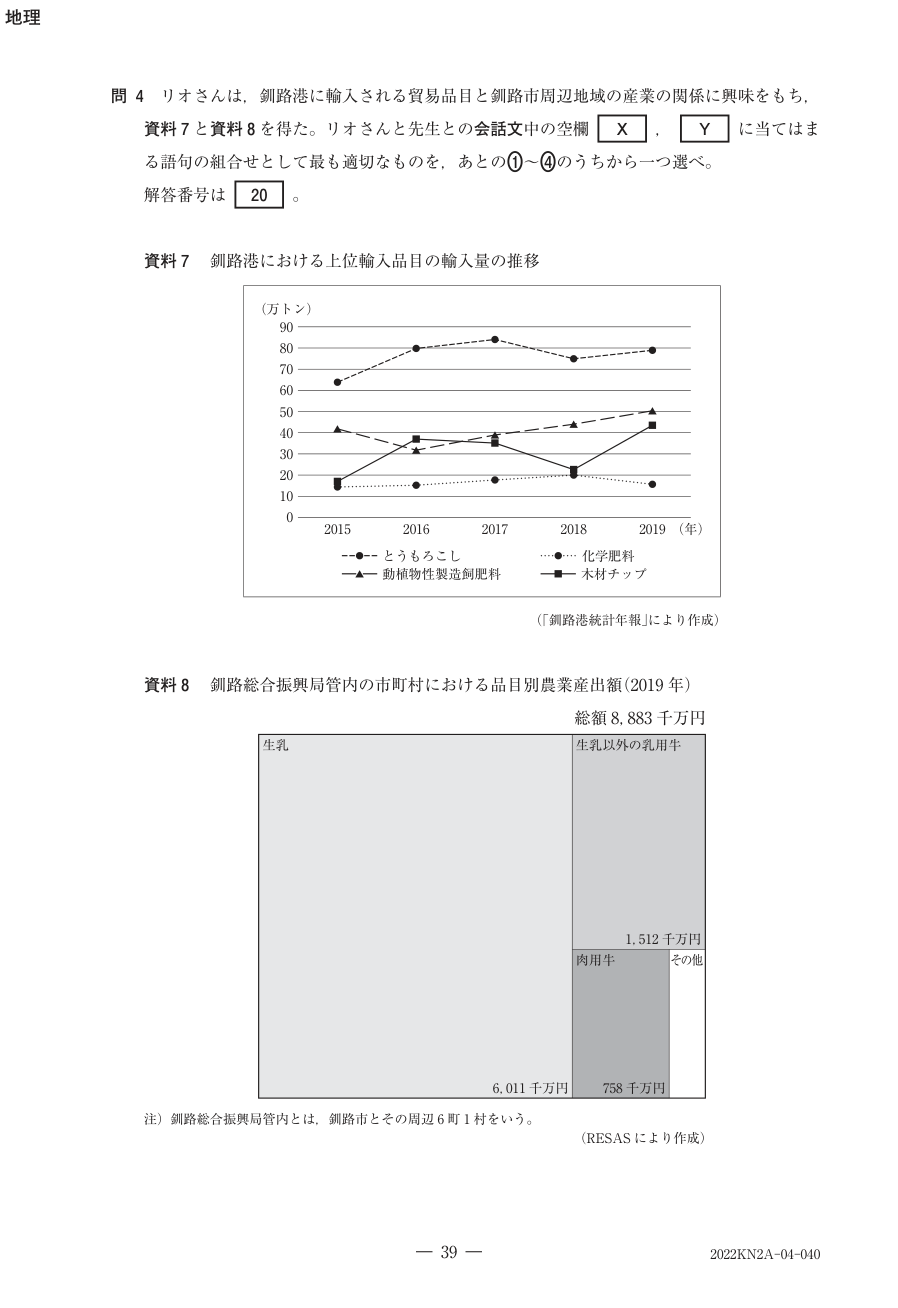 地理
問 4 リオさんは，釧路港に輸入される貿易品目と釧路市周辺地域の産業の関係に興味をもち，
資料7と資料8を得た。リオさんと先生との会話文中の空欄 X ， Y に当てはま
る語句の組合せとして最も適切なものを，あとの①～④のうちから一つ選べ。
解答番号は 20 。
資料7 釧路港における上位輸入品目の輸入量の推移
（万トン）
90
80
70
60
50
40
30
20
10
0
2015 2016 2017 2018 2019 （年）
とうもろこし 化学肥料
動植物性製造飼肥料 木材チップ
（「釧路港統計年報」により作成）
資料8 釧路総合振興局管内の市町村における品目別農業産出額（2019 年）
総額 8,883 千万円
生乳 生乳以外の乳用牛
1,512 千万円
肉用牛 その他
6,011 千万円 758 千万円
注）釧路総合振興局管内とは，釧路市とその周辺6町1村をいう。
（RESAS により作成）
― 39 ―
2022KN2A-04-040